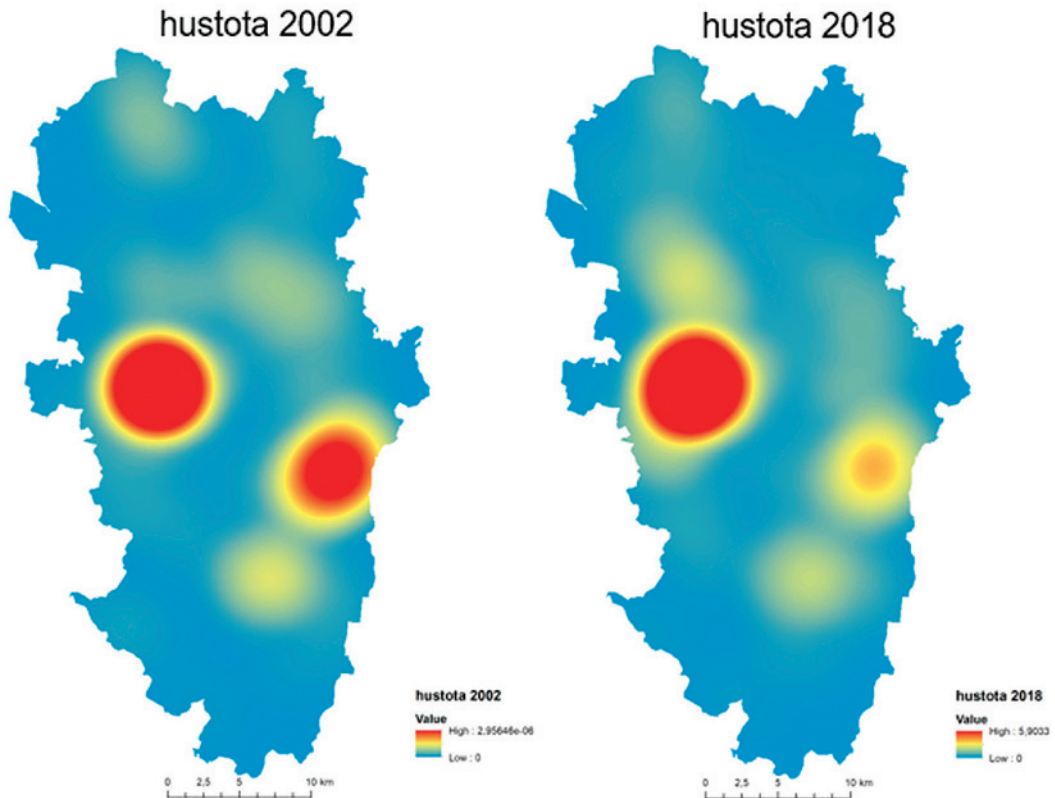 hustota 2002
hustota 2018
hustota 2002
Value
High : 2,95646e-06
Low : 0
0 2,5 5 10 km
hustota 2018
Value
High : 5,9033
Low : 0
0 2,5 5 10 km